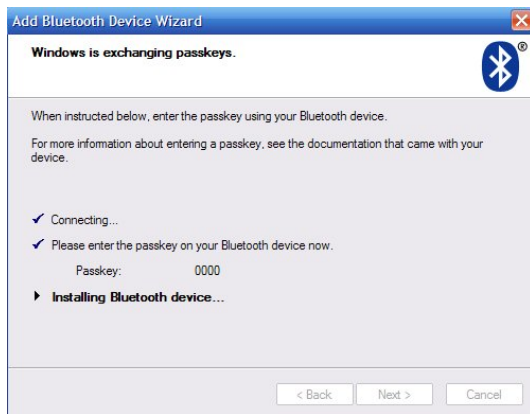 Add Bluetooth Device Wizard
Windows is exchanging passkeys.
®
When instructed below, enter the passkey using your Bluetooth device.
For more information about entering a passkey, see the documentation that came with your
device.
Connecting...
Please enter the passkey on your Bluetooth device now.
Passkey: 0000
Installing Bluetooth device...
< Back Next > Cancel